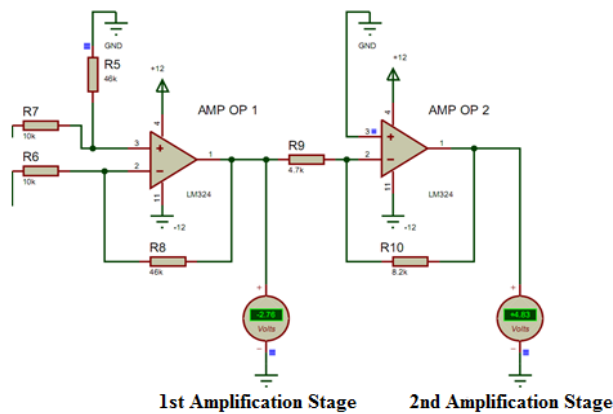 GND
R5
46k
+12
AMP OP 1
R7
10k
R6
10k
4
3
2
1
11
LM324
-12
R8
46k
-2.76
Volts
GND
+12
AMP OP 2
R9
4.7k
4
3
2
1
11
LM324
-12
R10
8.2k
+4.83
Volts
1st Amplification Stage
2nd Amplification Stage